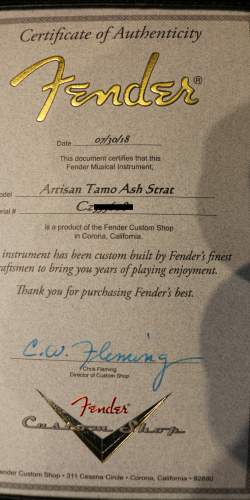 Certificate of Authenticity
Fender®
Date 07/30/18
This document certifies that this
Fender Musical Instrument,
odel Artisan Tamo Ash Strat
erial #
is a product of the Fender Custom Shop
in Corona, California.
instrument has been custom built by Fender's finest
raftsmen to bring you years of playing enjoyment.
Thank you for purchasing Fender's best.
C.W. Fleming
Chris Fleming
Director of Custom Shop
Fender
Custom Shop
ender Custom Shop • 311 Cessna Circle • Corona, California • 92880